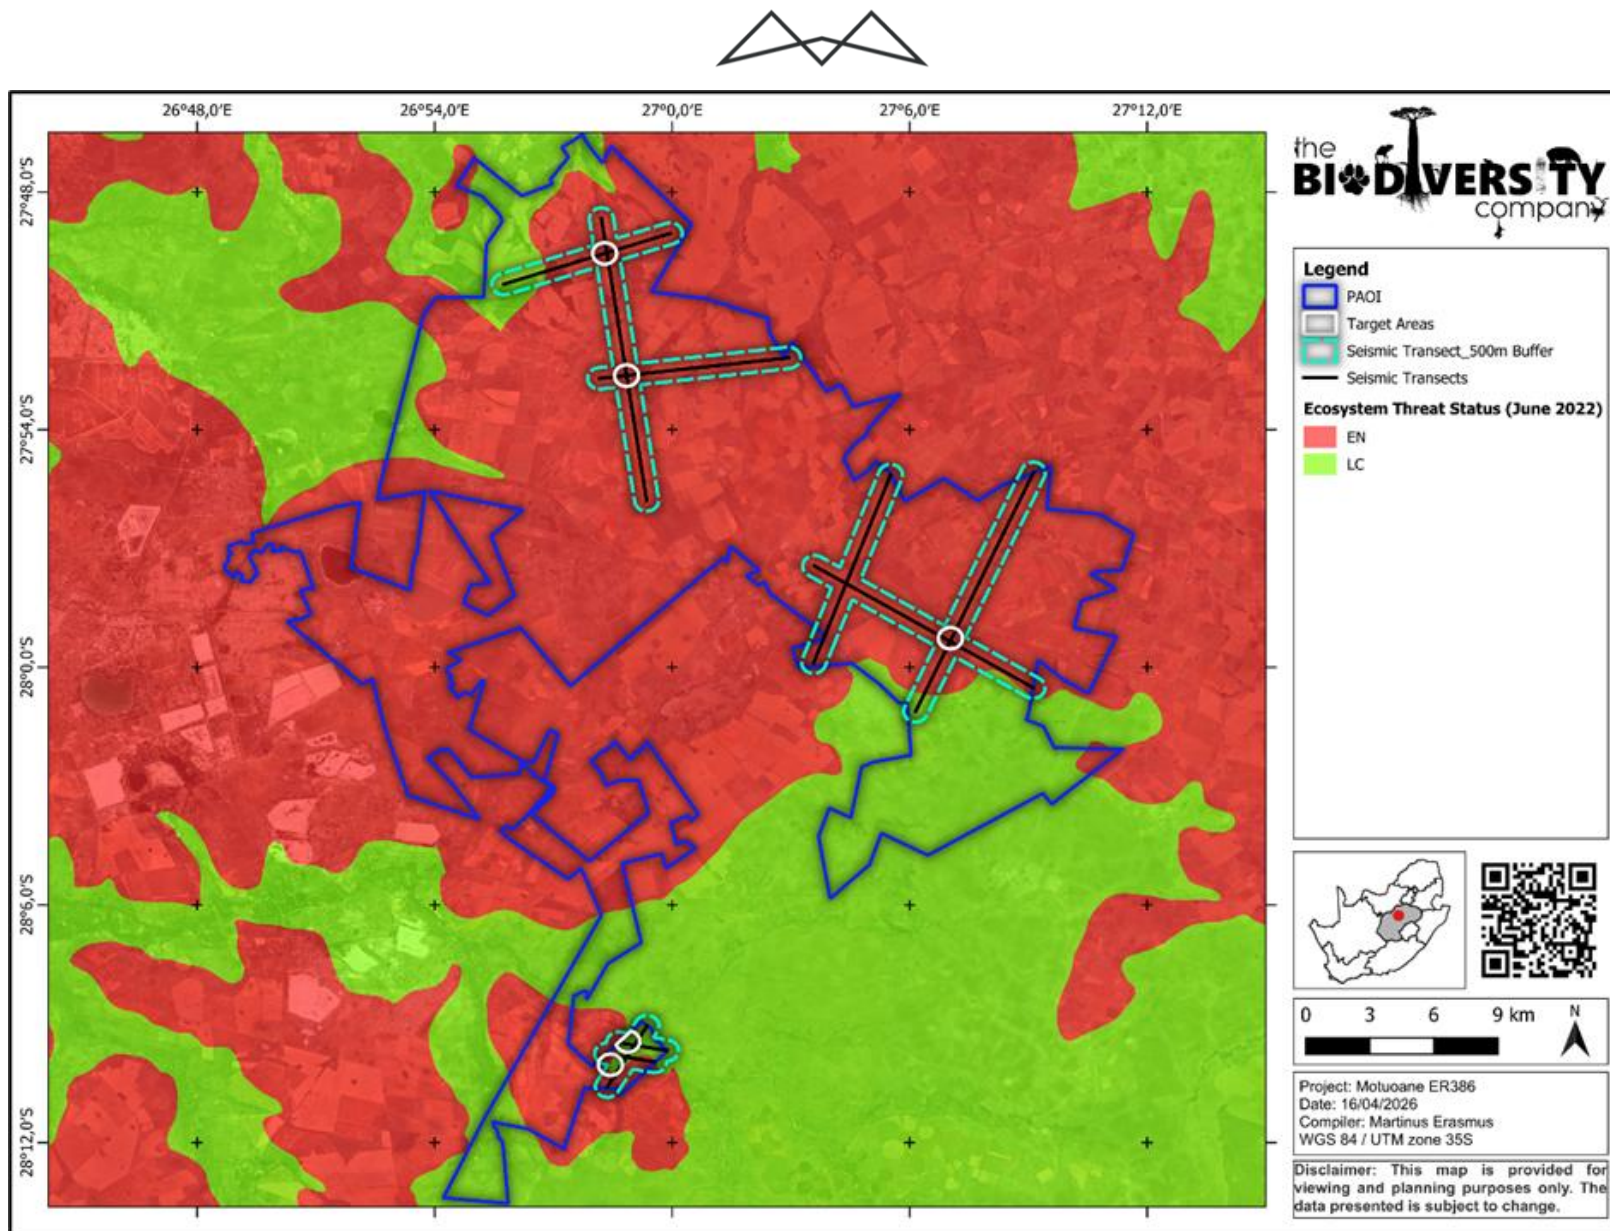 26°48,0'E 26°54,0'E 27°0,0'E 27°6,0'E 27°12,0'E
27°48,0'S
27°54,0'S
28°0,0'S
28°6,0'S
28°12,0'S
the
BIODIVERSITY
company
Legend
PAOI
Target Areas
Seismic Transect_500m Buffer
Seismic Transects
Ecosystem Threat Status (June 2022)
EN
LC
0 3 6 9 km
N
Project: Motuoane ER386
Date: 16/04/2026
Compiler: Martinus Erasmus
WGS 84 / UTM zone 35S
Disclaimer: This map is provided for
viewing and planning purposes only. The
data presented is subject to change.